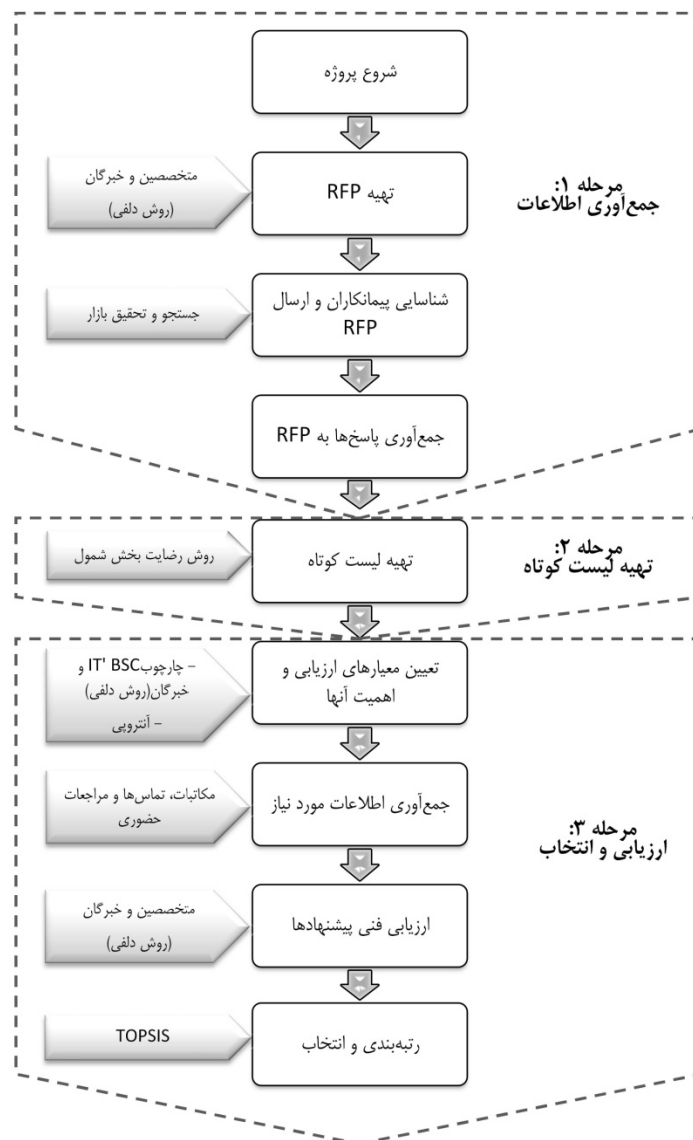 شروع پروژه
مرحله ۱:
جمع‌آوری اطلاعات
تهیه RFP
متخصصین و خبرگان
(روش دلفی)
شناسایی پیمانکاران و ارسال
RFP
جستجو و تحقیق بازار
جمع‌آوری پاسخ‌ها به RFP
مرحله ۲:
تهیه لیست کوتاه
تهیه لیست کوتاه
روش رضایت بخش شمول
تعیین معیارهای ارزیابی و
اهمیت آنها
– چارچوب IT' BSC و
خبرگان(روش دلفی)
– آنتروپی
مرحله ۳:
ارزیابی و انتخاب
جمع‌آوری اطلاعات مورد نیاز
مکاتبات، تماس‌ها و مراجعات
حضوری
ارزیابی فنی پیشنهادها
متخصصین و خبرگان
(روش دلفی)
رتبه‌بندی و انتخاب
TOPSIS